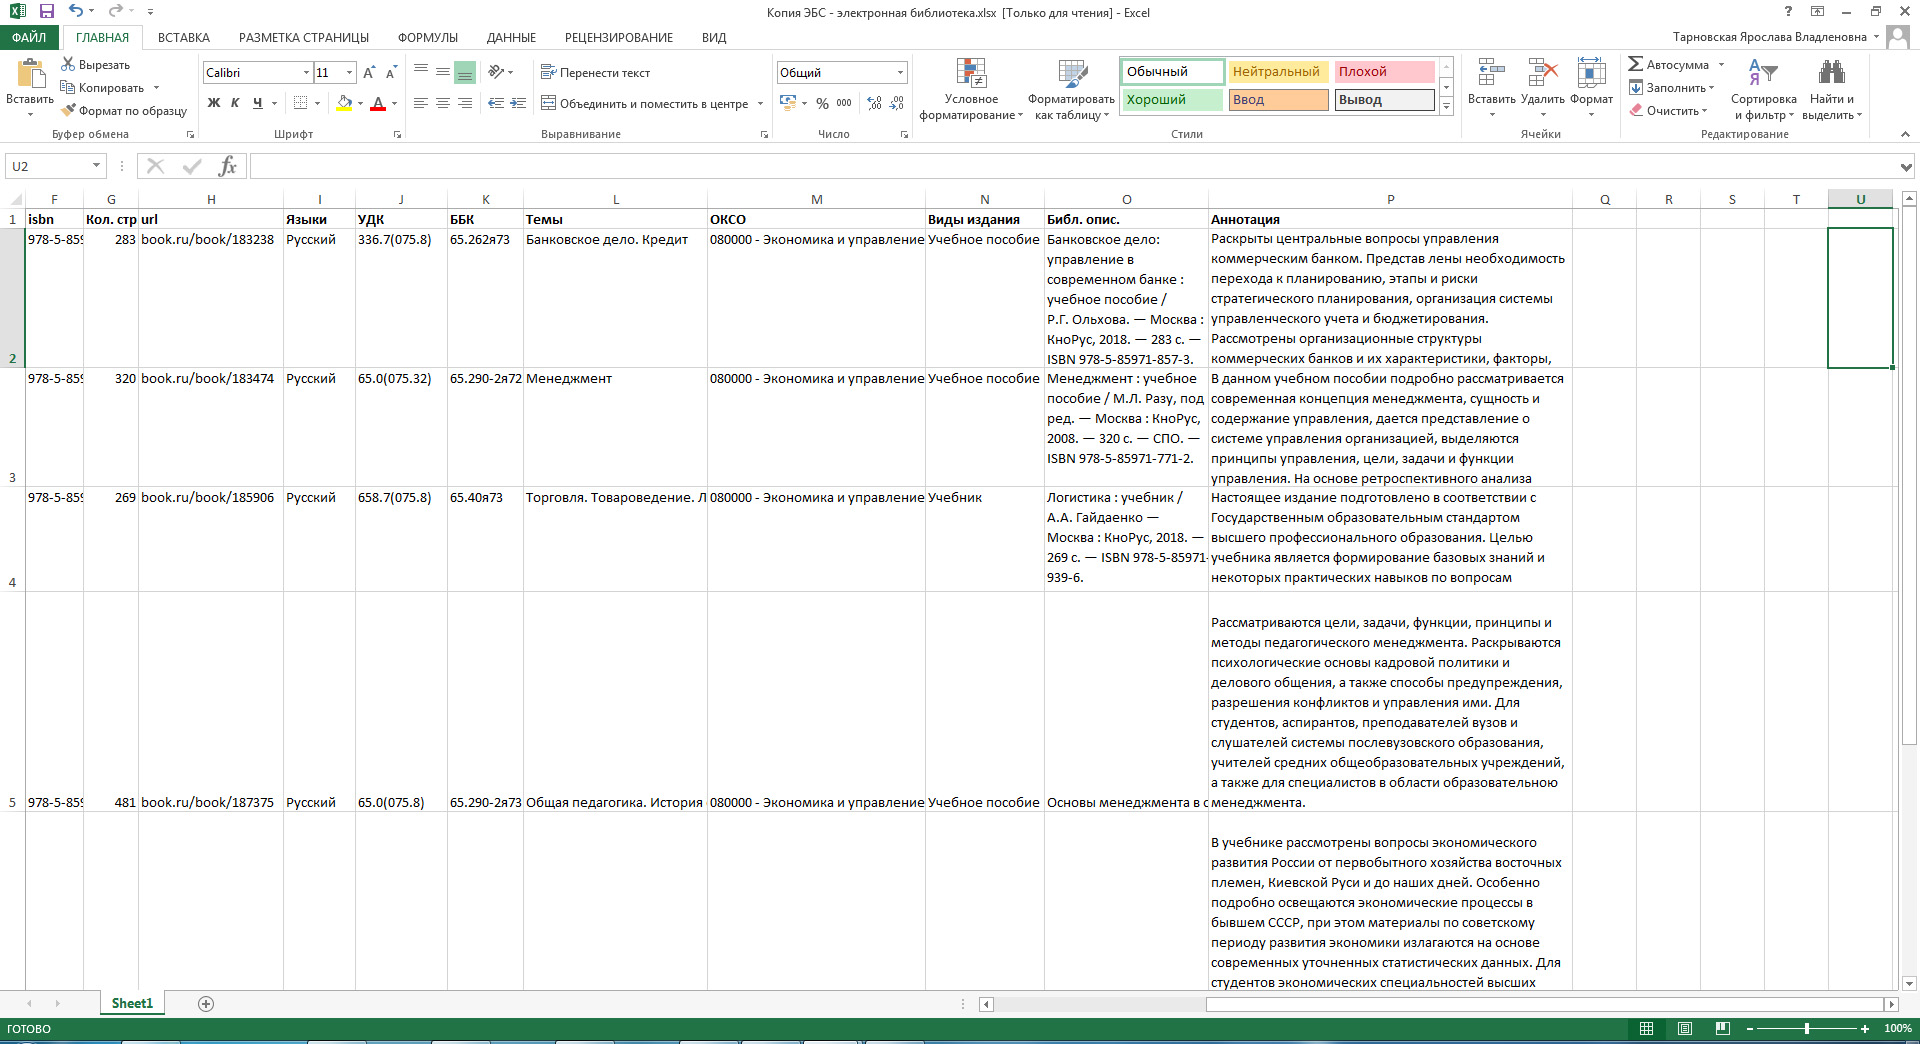 Копия ЭБС - электронная библиотека.xlsx [Только для чтения] - Excel
ФАЙЛ ГЛАВНАЯ ВСТАВКА РАЗМЕТКА СТРАНИЦЫ ФОРМУЛЫ ДАННЫЕ РЕЦЕНЗИРОВАНИЕ ВИД Тарновская Ярослава Владленовна
Вставить
Вырезать
Копировать
Формат по образцу
Буфер обмена
Calibri 11
Ж К Ч
Шрифт
Перенести текст
Объединить и поместить в центре
Выравнивание
Общий
% 000
Число
Условное форматирование
Форматировать как таблицу
Обычный Нейтральный Плохой
Хороший Ввод Вывод
Стили
Вставить Удалить Формат
Ячейки
Автосумма
Заполнить
Очистить
Сортировка и фильтр
Найти и выделить
Редактирование
U2
fx
F G H I J K L M N O P Q R S T U
1 isbn Кол. стр url Языки УДК ББК Темы ОКСО Виды издания Библ. опис. Аннотация
2 978-5-859 283 book.ru/book/183238 Русский 336.7(075.8) 65.262я73 Банковское дело. Кредит 080000 - Экономика и управление Учебное пособие
Банковское дело:
управление в
современном банке :
учебное пособие /
Р.Г. Ольхова. — Москва :
КноРус, 2018. — 283 с. —
ISBN 978-5-85971-857-3.
Раскрыты центральные вопросы управления
коммерческим банком. Представ лены необходимость
перехода к планированию, этапы и риски
стратегического планирования, организация системы
управленческого учета и бюджетирования.
Рассмотрены организационные структуры
коммерческих банков и их характеристики, факторы,
3 978-5-859 320 book.ru/book/183474 Русский 65.0(075.32) 65.290-2я72 Менеджмент 080000 - Экономика и управление Учебное пособие
Менеджмент : учебное
пособие / М.Л. Разу, под
ред. — Москва : КноРус,
2008. — 320 с. — СПО. —
ISBN 978-5-85971-771-2.
В данном учебном пособии подробно рассматривается
современная концепция менеджмента, сущность и
содержание управления, дается представление о
системе управления организацией, выделяются
принципы управления, цели, задачи и функции
управления. На основе ретроспективного анализа
4 978-5-859 269 book.ru/book/185906 Русский 658.7(075.8) 65.40я73 Торговля. Товароведение. Л 080000 - Экономика и управление Учебник
Логистика : учебник /
А.А. Гайдаенко —
Москва : КноРус, 2018. —
269 с. — ISBN 978-5-85971-
939-6.
Настоящее издание подготовлено в соответствии с
Государственным образовательным стандартом
высшего профессионального образования. Целью
учебника является формирование базовых знаний и
некоторых практических навыков по вопросам
5 978-5-859 481 book.ru/book/187375 Русский 65.0(075.8) 65.290-2я73 Общая педагогика. История 080000 - Экономика и управление Учебное пособие Основы менеджмента в с
Рассматриваются цели, задачи, функции, принципы и
методы педагогического менеджмента. Раскрываются
психологические основы кадровой политики и
делового общения, а также способы предупреждения,
разрешения конфликтов и управления ими. Для
студентов, аспирантов, преподавателей вузов и
слушателей системы послевузовского образования,
учителей средних общеобразовательных учреждений,
а также для специалистов в области образовательною
менеджмента.
В учебнике рассмотрены вопросы экономического
развития России от первобытного хозяйства восточных
племен, Киевской Руси и до наших дней. Особенно
подробно освещаются экономические процессы в
бывшем СССР, при этом материалы по советскому
периоду развития экономики излагаются на основе
современных уточненных статистических данных. Для
студентов экономических специальностей высших
Sheet1
ГОТОВО 100%